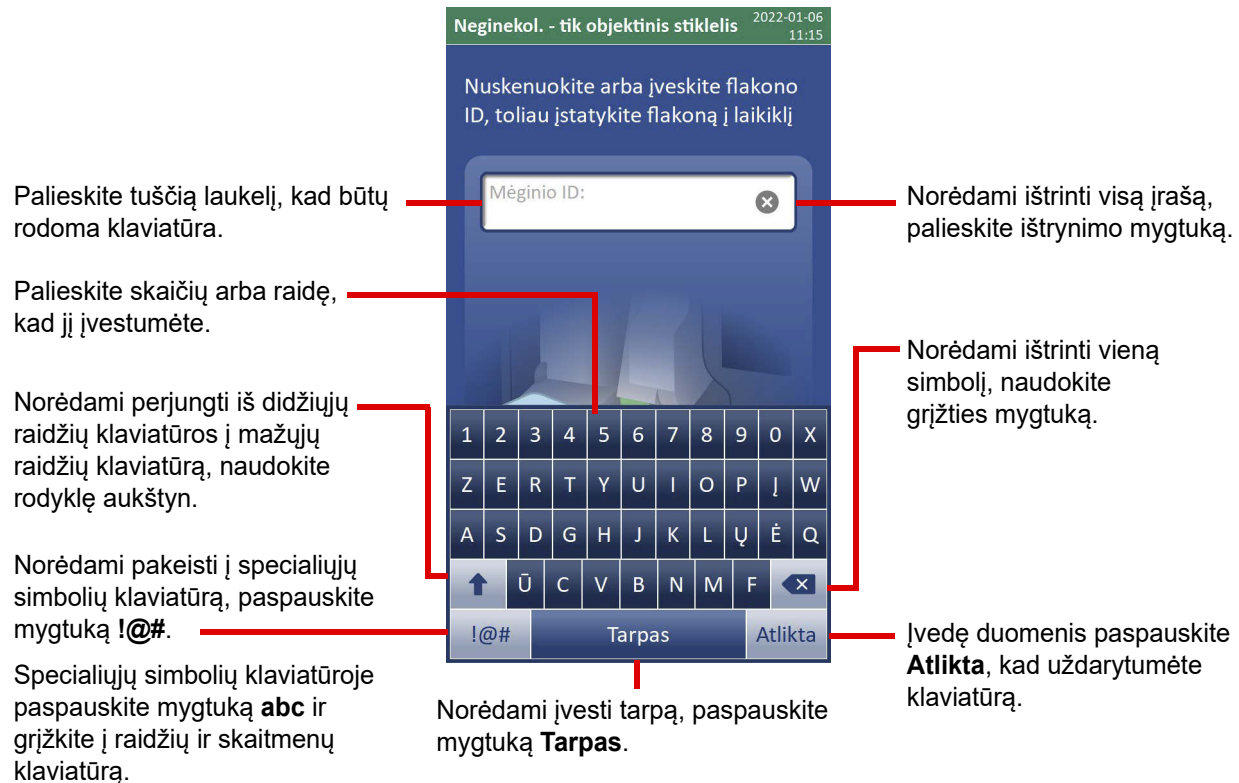 Neginekol. - tik objektinis stiklelis
2022-01-06
11:15
Nuskenuokite arba įveskite flakono
ID, toliau įstatykite flakoną į laikiklį
Mėginio ID:
Palieskite tuščią laukelį, kad būtų
rodoma klaviatūra.
Palieskite skaičių arba raidę,
kad jį įvestumėte.
Norėdami perjungti iš didžiųjų
raidžių klaviatūros į mažųjų
raidžių klaviatūrą, naudokite
rodyklę aukštyn.
Norėdami pakeisti į specialiųjų
simbolių klaviatūrą, paspauskite
mygtuką !@#.
Specialiųjų simbolių klaviatūroje
paspauskite mygtuką abc ir
grįžkite į raidžių ir skaitmenų
klaviatūrą.
1 2 3 4 5 6 7 8 9 0 X
Z E R T Y U I O P Į W
A S D G H J K L Ų Ė Q
Ū C V B N M F
!@# Tarpas Atlikta
Norėdami įvesti tarpą, paspauskite
mygtuką Tarpas.
Norėdami ištrinti visą įrašą,
palieskite ištrynimo mygtuką.
Norėdami ištrinti vieną
simbolį, naudokite
grįžties mygtuką.
Įvedę duomenis paspauskite
Atlikta, kad uždarytumėte
klaviatūrą.